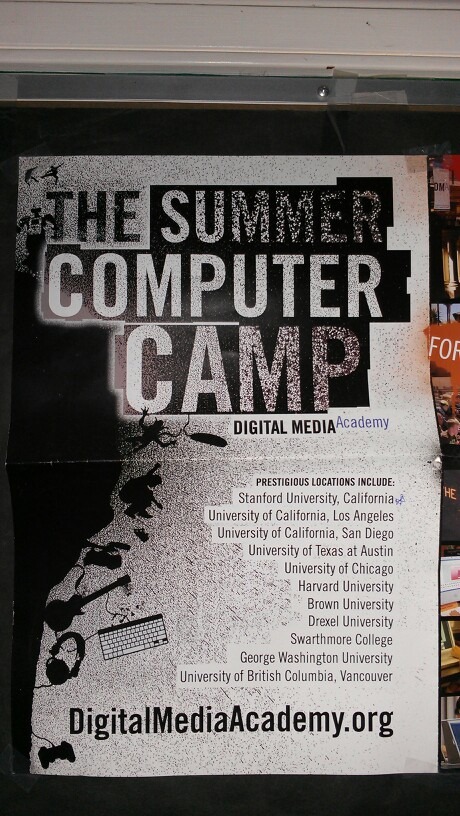 THE SUMMER
COMPUTER
CAMP
DIGITAL MEDIA Academy
PRESTIGIOUS LOCATIONS INCLUDE:
Stanford University, California
University of California, Los Angeles
University of California, San Diego
University of Texas at Austin
University of Chicago
Harvard University
Brown University
Drexel University
Swarthmore College
George Washington University
University of British Columbia, Vancouver
DigitalMediaAcademy.org
OM
FOR
THE